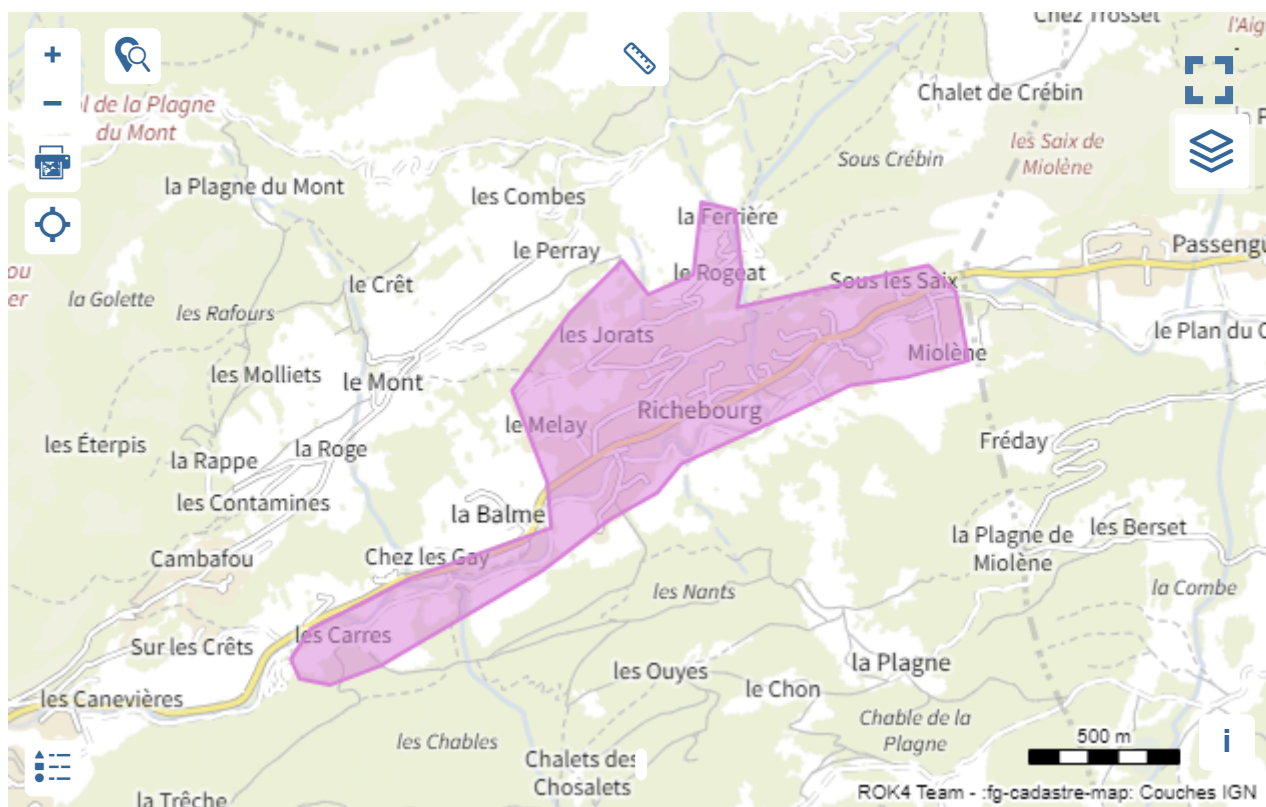 Chez Trosset
l'Aig
-
Chalet de Crébin
l de la Plagne
du Mont
les Saix de
Miolène
Sous Crébin
la Plagne du Mont
les Combes
la Ferrière
le Perray
Passengu
le Rogeat
Sous les Saix
ou
er
la Golette
le Crêt
les Rafours
les Jorats
le Plan du C
Miolène
les Molliets
le Mont
Richebourg
le Melay
les Éterpis
la Rappe
la Roge
Fréday
les Contamines
la Balme
les Berset
la Plagne de
Miolène
Cambafou
Chez les Gay
les Nants
la Combe
les Carres
Sur les Crêts
les Ouyes
la Plagne
les Canevières
le Chon
Chable de la
Plagne
les Chables
500 m
i
Chalets des
Chosalets
la Trêche
ROK4 Team - :fg-cadastre-map: Couches IGN